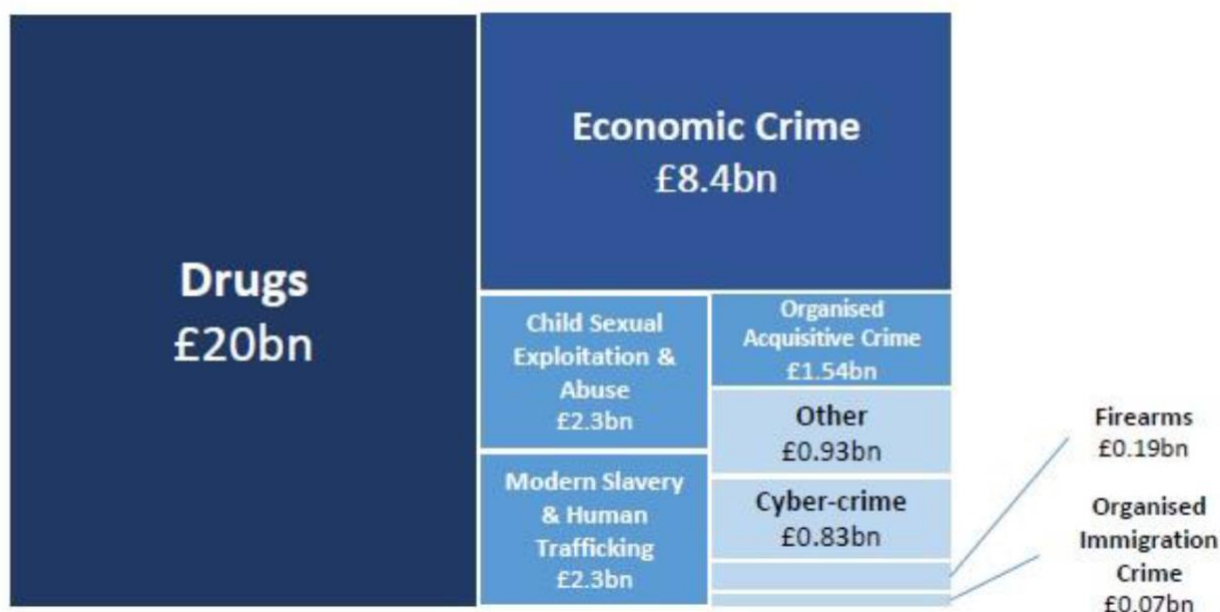 Drugs
£20bn
Economic Crime
£8.4bn
Child Sexual
Exploitation &
Abuse
£2.3bn
Modern Slavery
& Human
Trafficking
£2.3bn
Organised
Acquisitive Crime
£1.54bn
Other
£0.93bn
Cyber-crime
£0.83bn
Firearms
£0.19bn
Organised
Immigration
Crime
£0.07bn